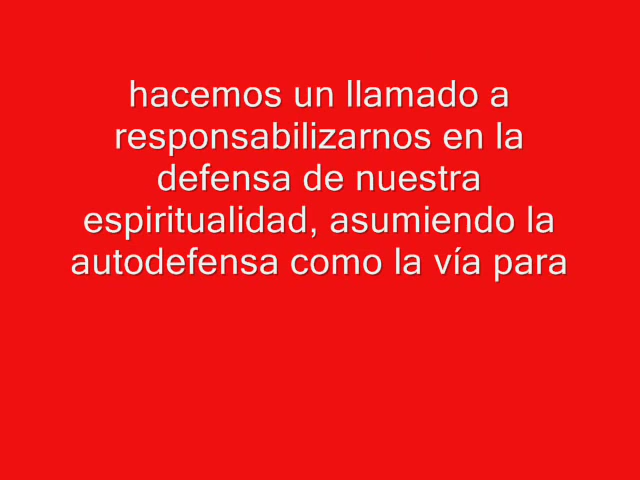 hacemos un llamado a
responsabilizarnos en la
defensa de nuestra
espiritualidad, asumiendo la
autodefensa como la vía para